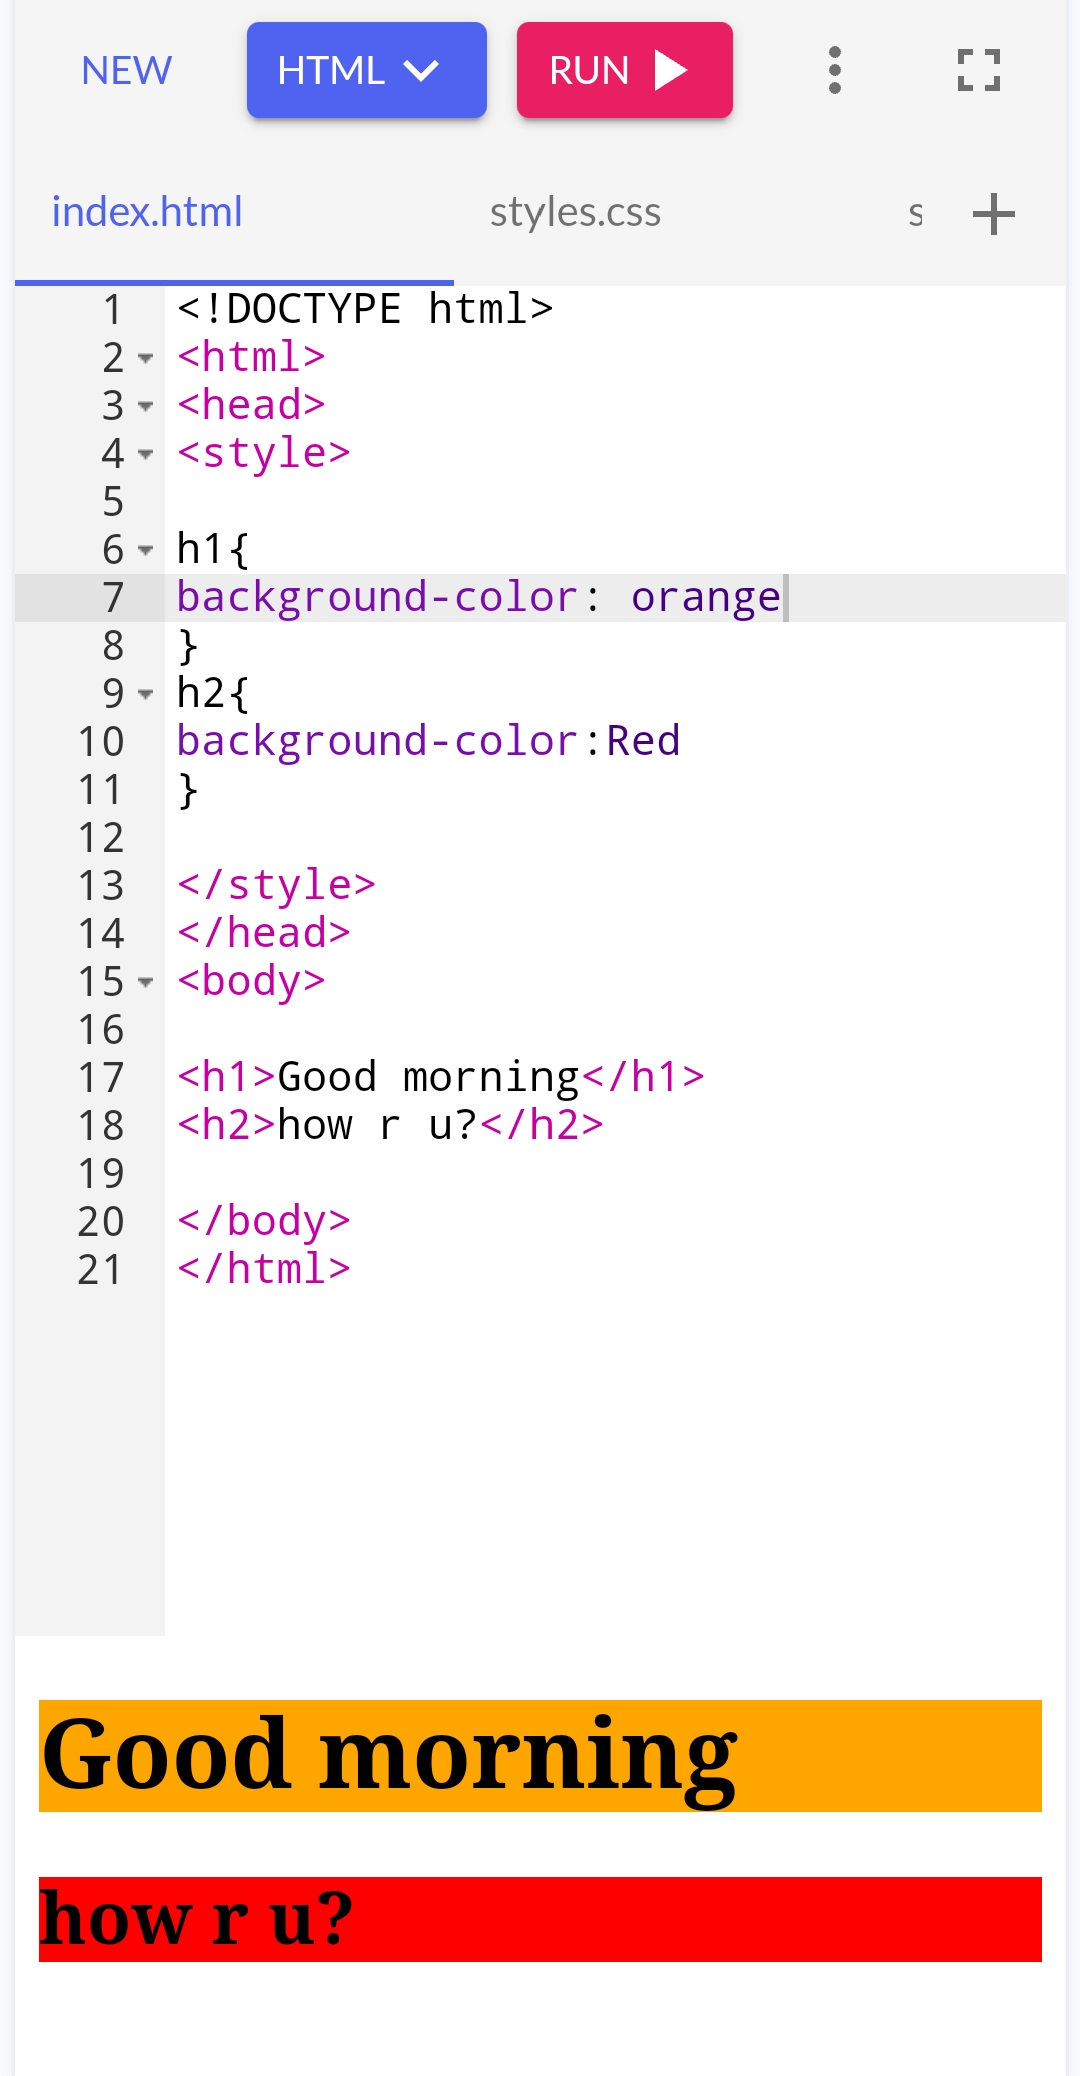 NEW HTML RUN
index.html styles.css s
1 <!DOCTYPE html>
2 <html>
3 <head>
4 <style>
5
6 h1{
7 background-color: orange
8 }
9 h2{
10 background-color:Red
11 }
12
13 </style>
14 </head>
15 <body>
16
17 <h1>Good morning</h1>
18 <h2>how r u?</h2>
19
20 </body>
21 </html>
Good morning
how r u?